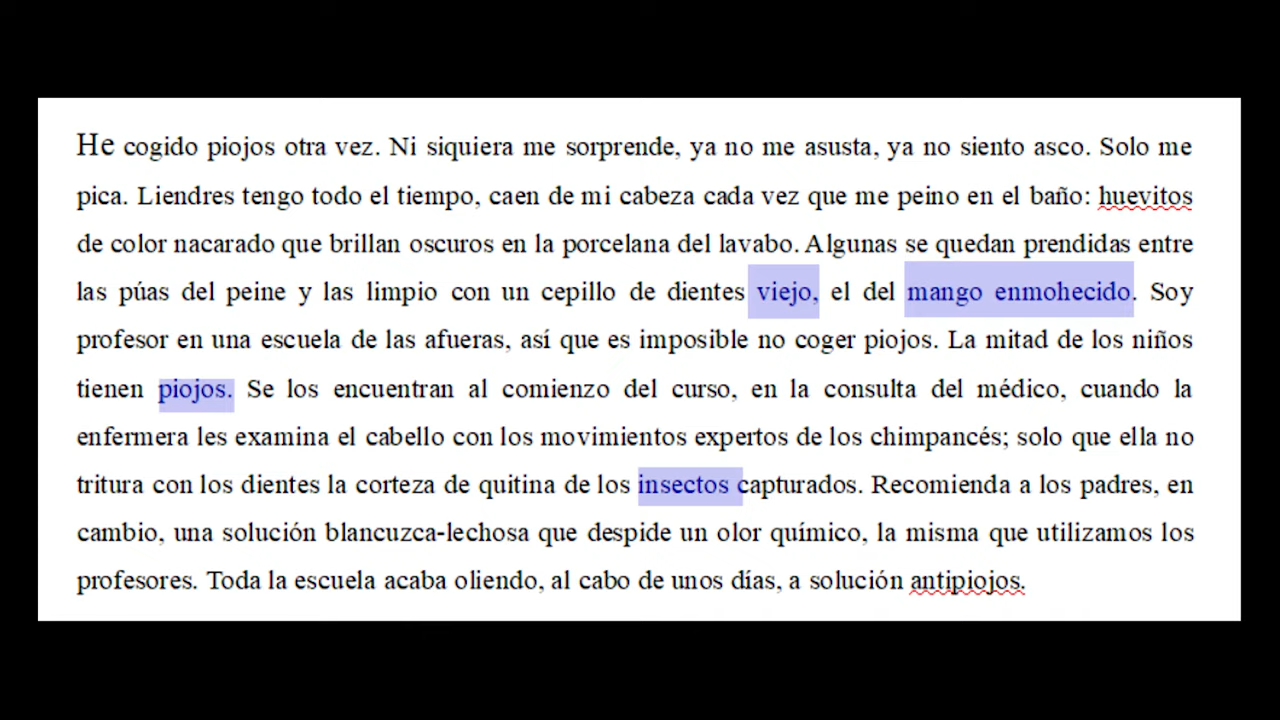 He cogido piojos otra vez. Ni siquiera me sorprende, ya no me asusta, ya no siento asco. Solo me
pica. Liendres tengo todo el tiempo, caen de mi cabeza cada vez que me peino en el baño: huevitos
de color nacarado que brillan oscuros en la porcelana del lavabo. Algunas se quedan prendidas entre
las púas del peine y las limpio con un cepillo de dientes viejo, el del mango enmohecido. Soy
profesor en una escuela de las afueras, así que es imposible no coger piojos. La mitad de los niños
tienen piojos. Se los encuentran al comienzo del curso, en la consulta del médico, cuando la
enfermera les examina el cabello con los movimientos expertos de los chimpancés; solo que ella no
tritura con los dientes la corteza de quitina de los insectos capturados. Recomienda a los padres, en
cambio, una solución blancuzca-lechosa que despide un olor químico, la misma que utilizamos los
profesores. Toda la escuela acaba oliendo, al cabo de unos días, a solución antipiojos.